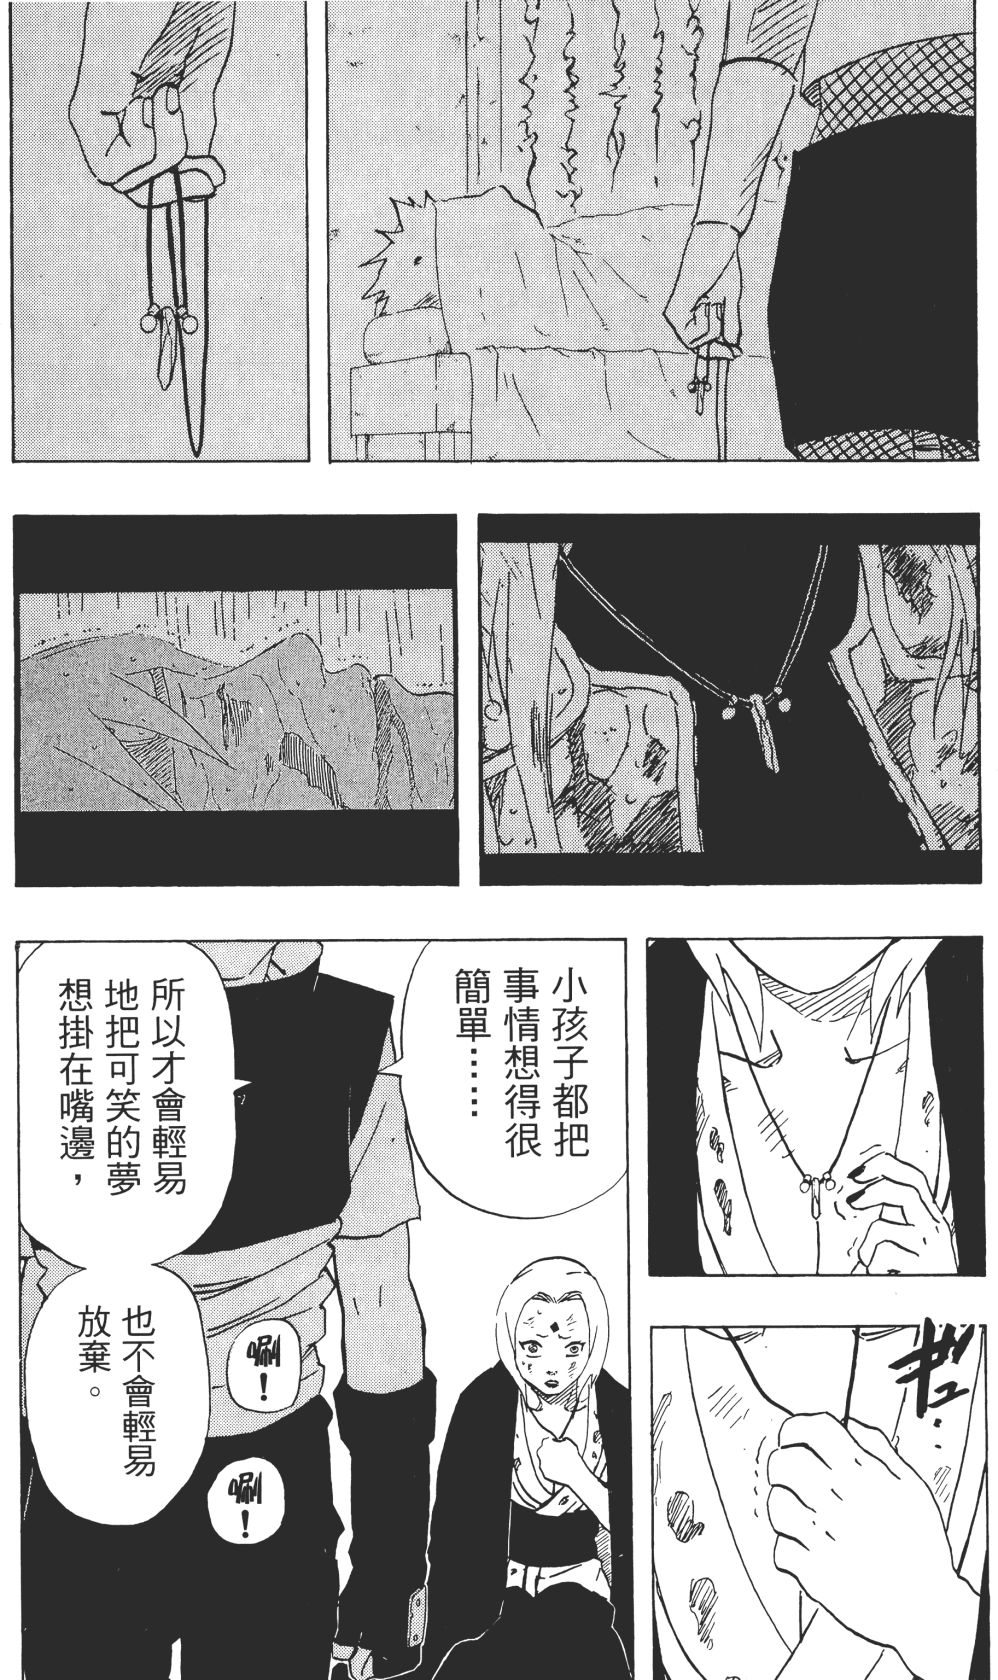 小孩子都把
事情想得很
簡單……
所以才會輕易
地把可笑的夢
想掛在嘴邊，
也不會輕易
放棄。
唰！
唰！
ギュ…